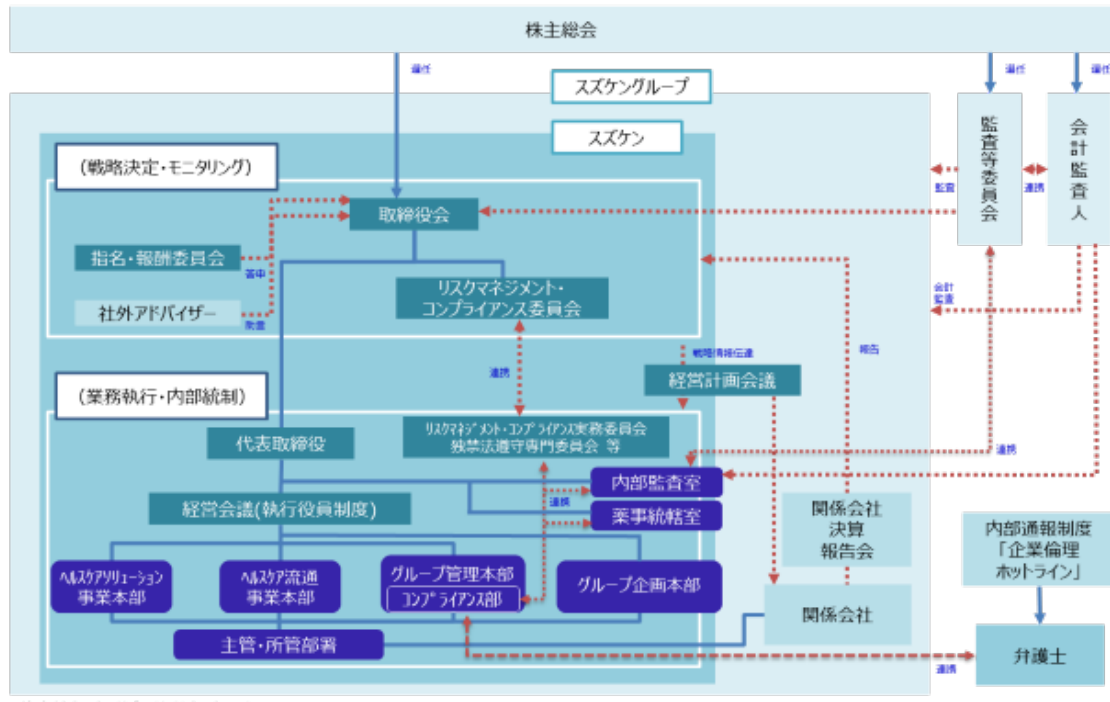 株主総会
選任
選任
選任
スズケングループ
スズケン
監査等委員会
会計監査人
(戦略決定・モニタリング)
監査
連携
取締役会
指名・報酬委員会
答申
リスクマネジメント・
コンプライアンス委員会
社外アドバイザー
助言
会計
監査
戦略情報伝達
報告
連携
経営計画会議
(業務執行・内部統制)
リスクマネジメント・コンプライアンス実務委員会
独禁法遵守専門委員会 等
代表取締役
連携
内部監査室
経営会議(執行役員制度)
連携
薬事統轄室
関係会社
決算
報告会
内部通報制度
「企業倫理
ホットライン」
ヘルスケアソリューション
事業本部
ヘルスケア流通
事業本部
グループ管理本部
コンプライアンス部
グループ企画本部
関係会社
主管・所管部署
弁護士
連携